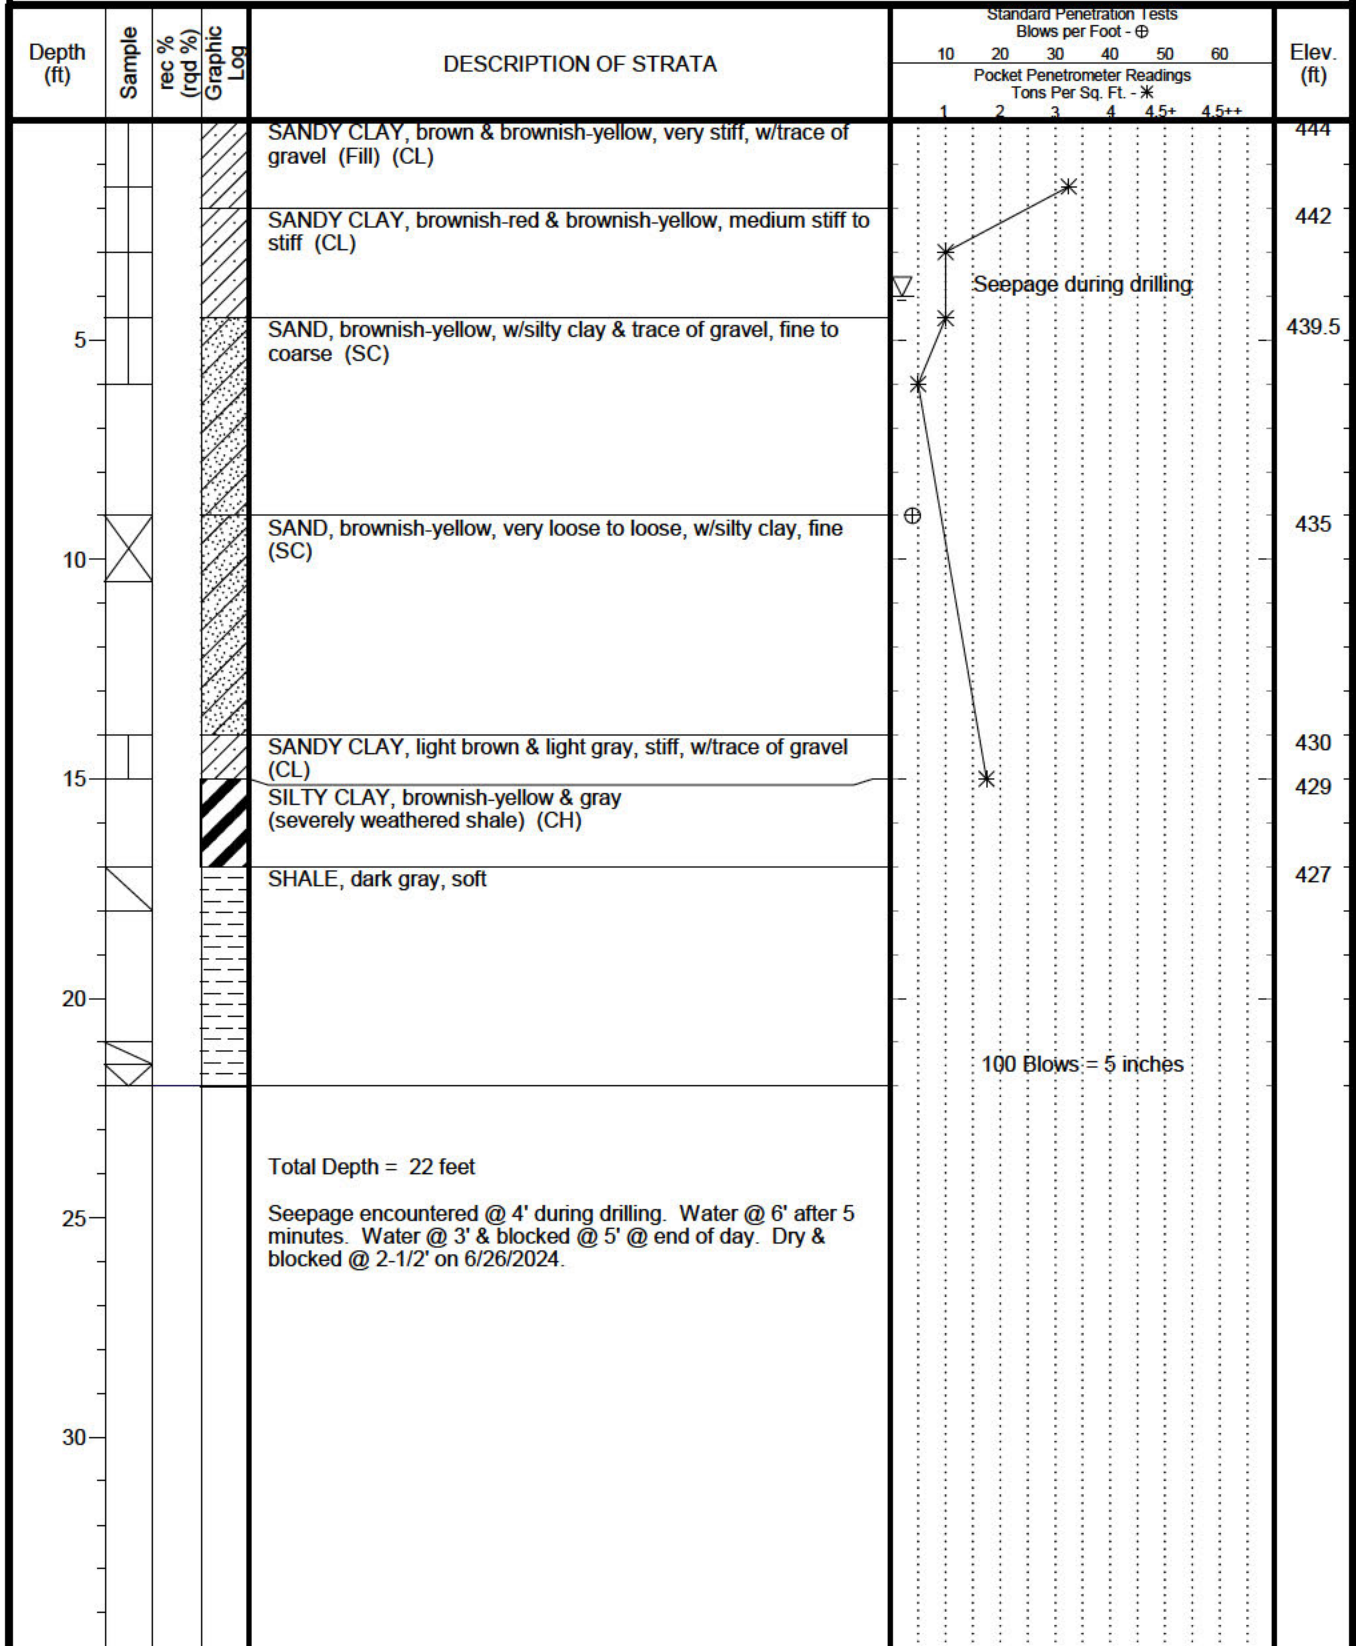 Depth
(ft)
Sample
rec %
(rqd %)
Graphic
Log
DESCRIPTION OF STRATA
Standard Penetration Tests
Blows per Foot - ⊕
10 20 30 40 50 60
Pocket Penetrometer Readings
Tons Per Sq. Ft. - ✳
1 2 3 4 4.5+ 4.5++
Elev.
(ft)
SANDY CLAY, brown & brownish-yellow, very stiff, w/trace of
gravel (Fill) (CL)
444
SANDY CLAY, brownish-red & brownish-yellow, medium stiff to
stiff (CL)
442
Seepage during drilling
5
SAND, brownish-yellow, w/silty clay & trace of gravel, fine to
coarse (SC)
439.5
SAND, brownish-yellow, very loose to loose, w/silty clay, fine
(SC)
435
10
SANDY CLAY, light brown & light gray, stiff, w/trace of gravel
(CL)
430
15
SILTY CLAY, brownish-yellow & gray
(severely weathered shale) (CH)
429
SHALE, dark gray, soft
427
20
100 Blows = 5 inches
Total Depth = 22 feet
25
Seepage encountered @ 4' during drilling. Water @ 6' after 5
minutes. Water @ 3' & blocked @ 5' @ end of day. Dry &
blocked @ 2-1/2' on 6/26/2024.
30